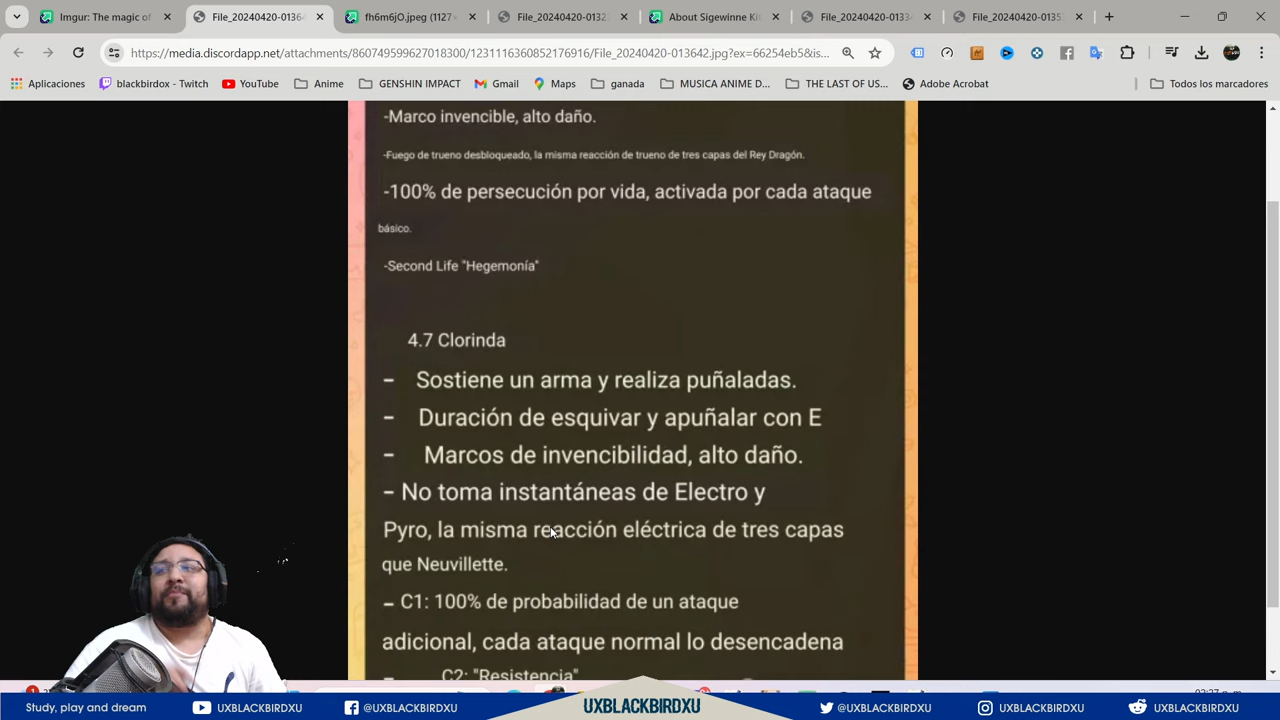 Imgur: The magic of
File_20240420-0136
fh6m6jO.jpeg (1127×
File_20240420-0132
About Sigewinne Ki
File_20240420-0133
File_20240420-0135
https://media.discordapp.net/attachments/860749599627018300/1231116360852176916/File_20240420-013642.jpg?ex=66254eb5&is...
Aplicaciones
blackbirdox - Twitch
YouTube
Anime
GENSHIN IMPACT
Gmail
Maps
ganada
MUSICA ANIME D...
THE LAST OF US...
Adobe Acrobat
Todos los marcadores
-Marco invencible, alto daño.
-Fuego de trueno desbloqueado, la misma reacción de trueno de tres capas del Rey Dragón.
-100% de persecución por vida, activada por cada ataque
básico.
-Second Life "Hegemonía"
4.7 Clorinda
- Sostiene un arma y realiza puñaladas.
- Duración de esquivar y apuñalar con E
- Marcos de invencibilidad, alto daño.
- No toma instantáneas de Electro y
Pyro, la misma reacción eléctrica de tres capas
que Neuvillette.
- C1: 100% de probabilidad de un ataque
adicional, cada ataque normal lo desencadena
- C2: "Resistencia"
Study, play and dream
UXBLACKBIRDXU
@UXBLACKBIRDXU
UXBLACKBIRDXU
@UXBLACKBIRDXU
UXBLACKBIRDXU
UXBLACKBIRDXU